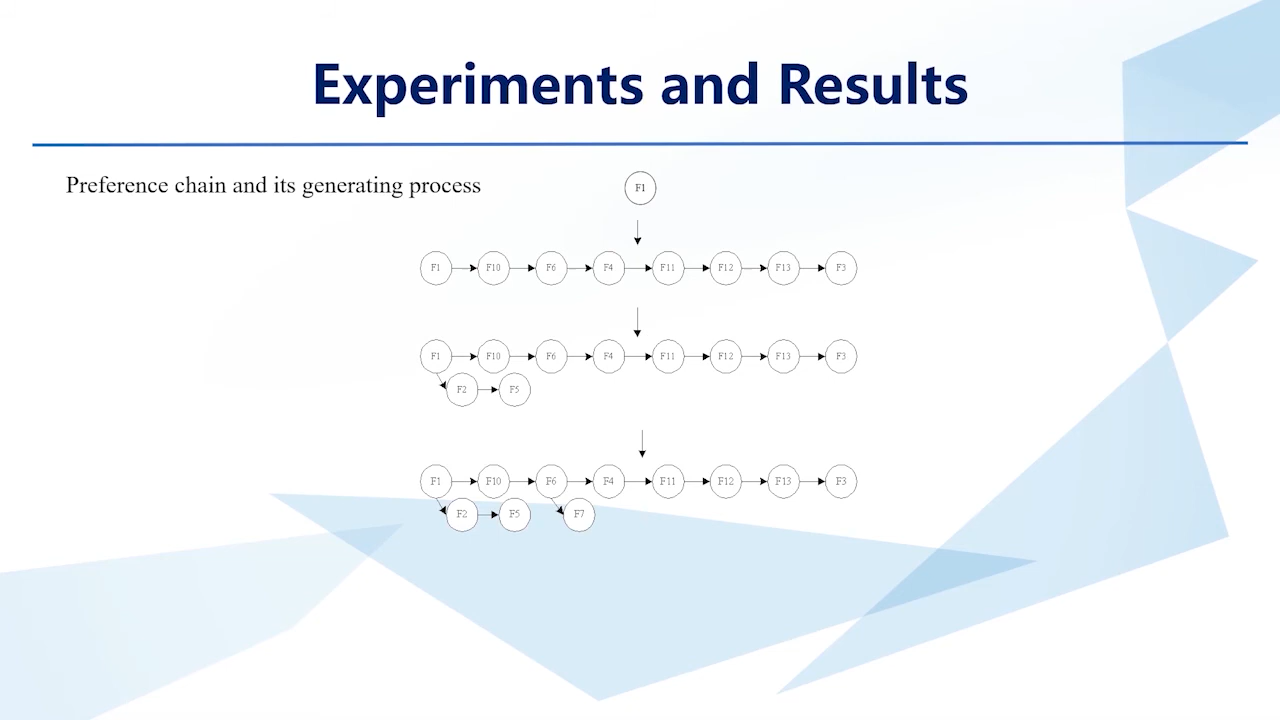 Experiments and Results
Preference chain and its generating process
F1
F1 F10 F6 F4 F11 F12 F13 F3
F1 F10 F6 F4 F11 F12 F13 F3
F2 F5
F1 F10 F6 F4 F11 F12 F13 F3
F2 F5 F7